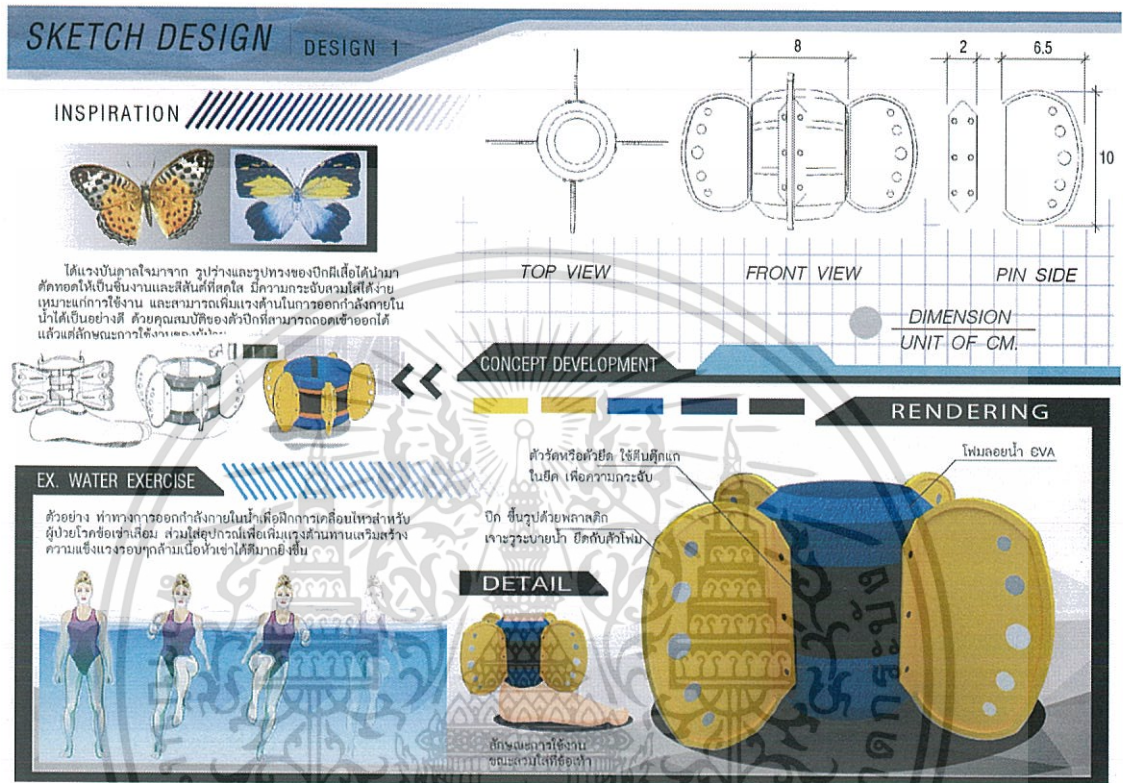 SKETCH DESIGN DESIGN 1
INSPIRATION
ได้แรงบันดาลใจมาจาก รูปร่างและรูปทรงของปีกผีเสื้อได้นำมา
ตัดทอดให้เป็นชิ้นงานและสีสันต์ที่สดใส มีความกระชับสวมใส่ได้ง่าย
เหมาะแก่การใช้งาน และสามารถเพิ่มแรงต้านในการออกกำลังกายใน
น้ำได้เป็นอย่างดี ด้วยคุณสมบัติของตัวปีกที่สามารถถอดเข้าออกได้
แล้วแต่ลักษณะการใช้งานของ
8
2
6.5
10
TOP VIEW
FRONT VIEW
PIN SIDE
DIMENSION
UNIT OF CM.
CONCEPT DEVELOPMENT
RENDERING
ตัวรัดหรือตัวยึด ใช้ตีนตุ๊กแก
ในยึด เพื่อความกระชับ
โฟมลอยน้ำ EVA
ปีก ขึ้นรูปด้วยพลาสติก
เจาะรูระบายน้ำ ยึดกับตัวโฟม
EX. WATER EXERCISE
ตัวอย่าง ท่าทางการออกกำลังกายในน้ำเพื่อฝึกการเคลื่อนไหวสำหรับ
ผู้ป่วยโรคข้อเข่าเสื่อม สวมใส่อุปกรณ์เพื่อเพิ่มแรงต้านทานเสริมสร้าง
ความแข็งแรงรอบๆกล้ามเนื้อหัวเข่าได้ดีมากยิ่งขึ้น
DETAIL
ลักษณะการใช้งาน
ขณะสวมใส่ที่ข้อเท้า